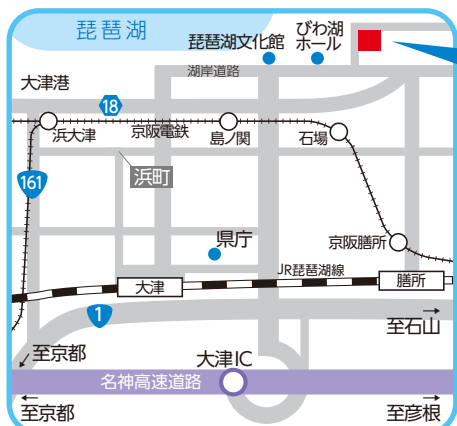 琵琶湖
琵琶湖文化館
びわ湖
ホール
湖岸道路
大津港
18
浜大津
京阪電鉄
島ノ関
石場
161
浜町
県庁
京阪膳所
JR琵琶湖線
大津
膳所
1
至石山
至京都
大津IC
名神高速道路
至京都
至彦根